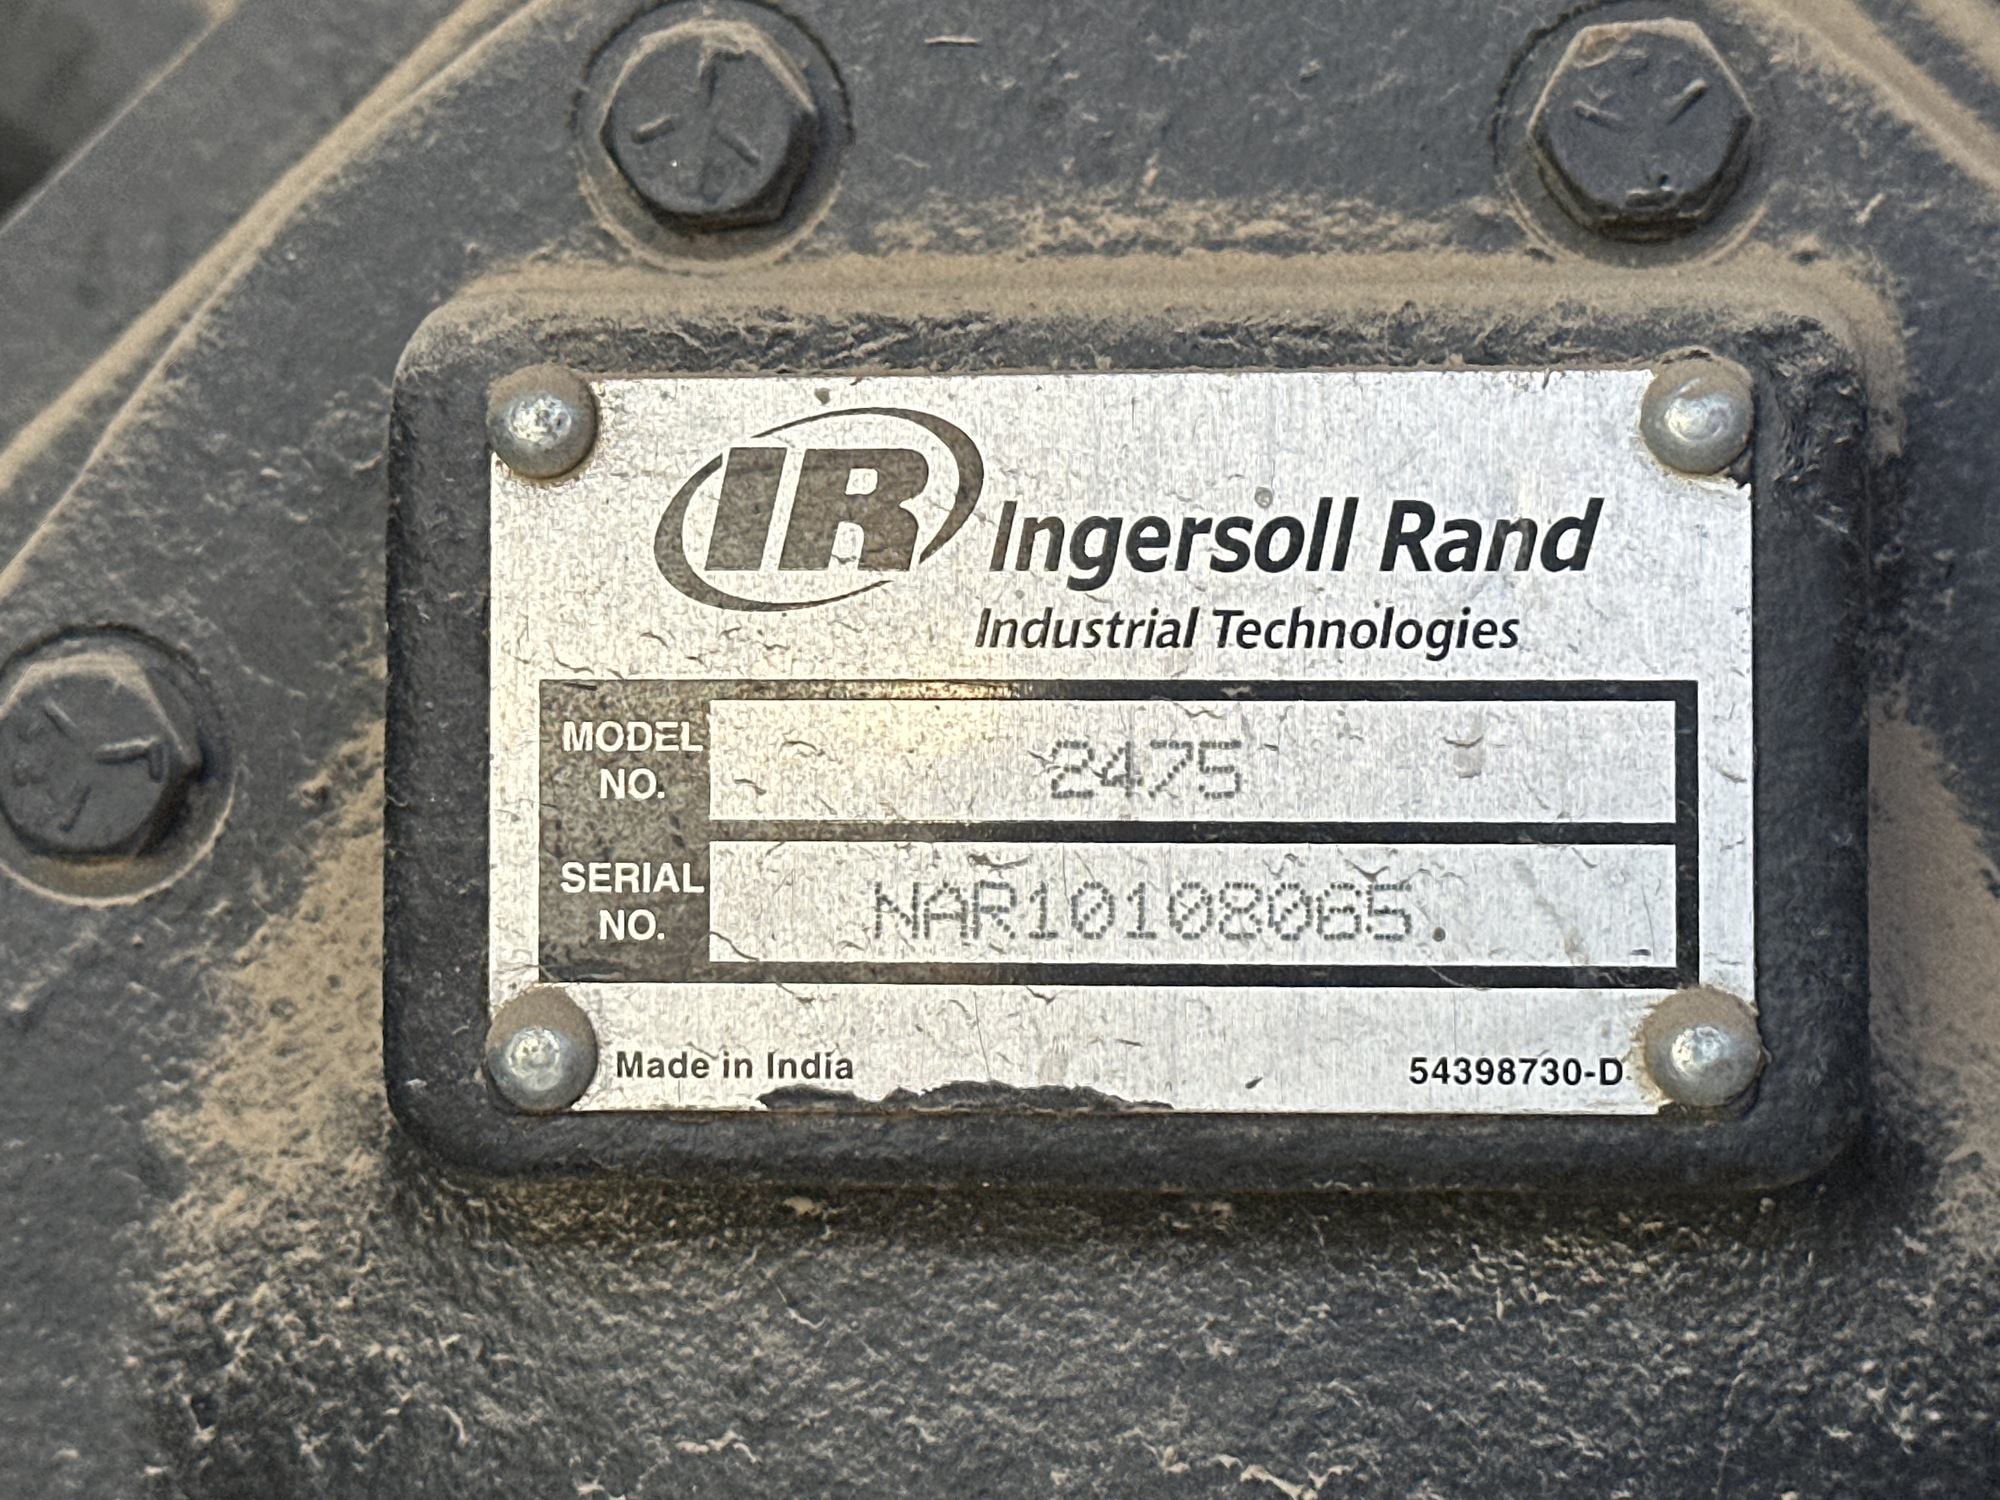 IR Ingersoll Rand
Industrial Technologies
MODEL NO. 2475
SERIAL NO. NAR10108065
Made in India 54398730-D